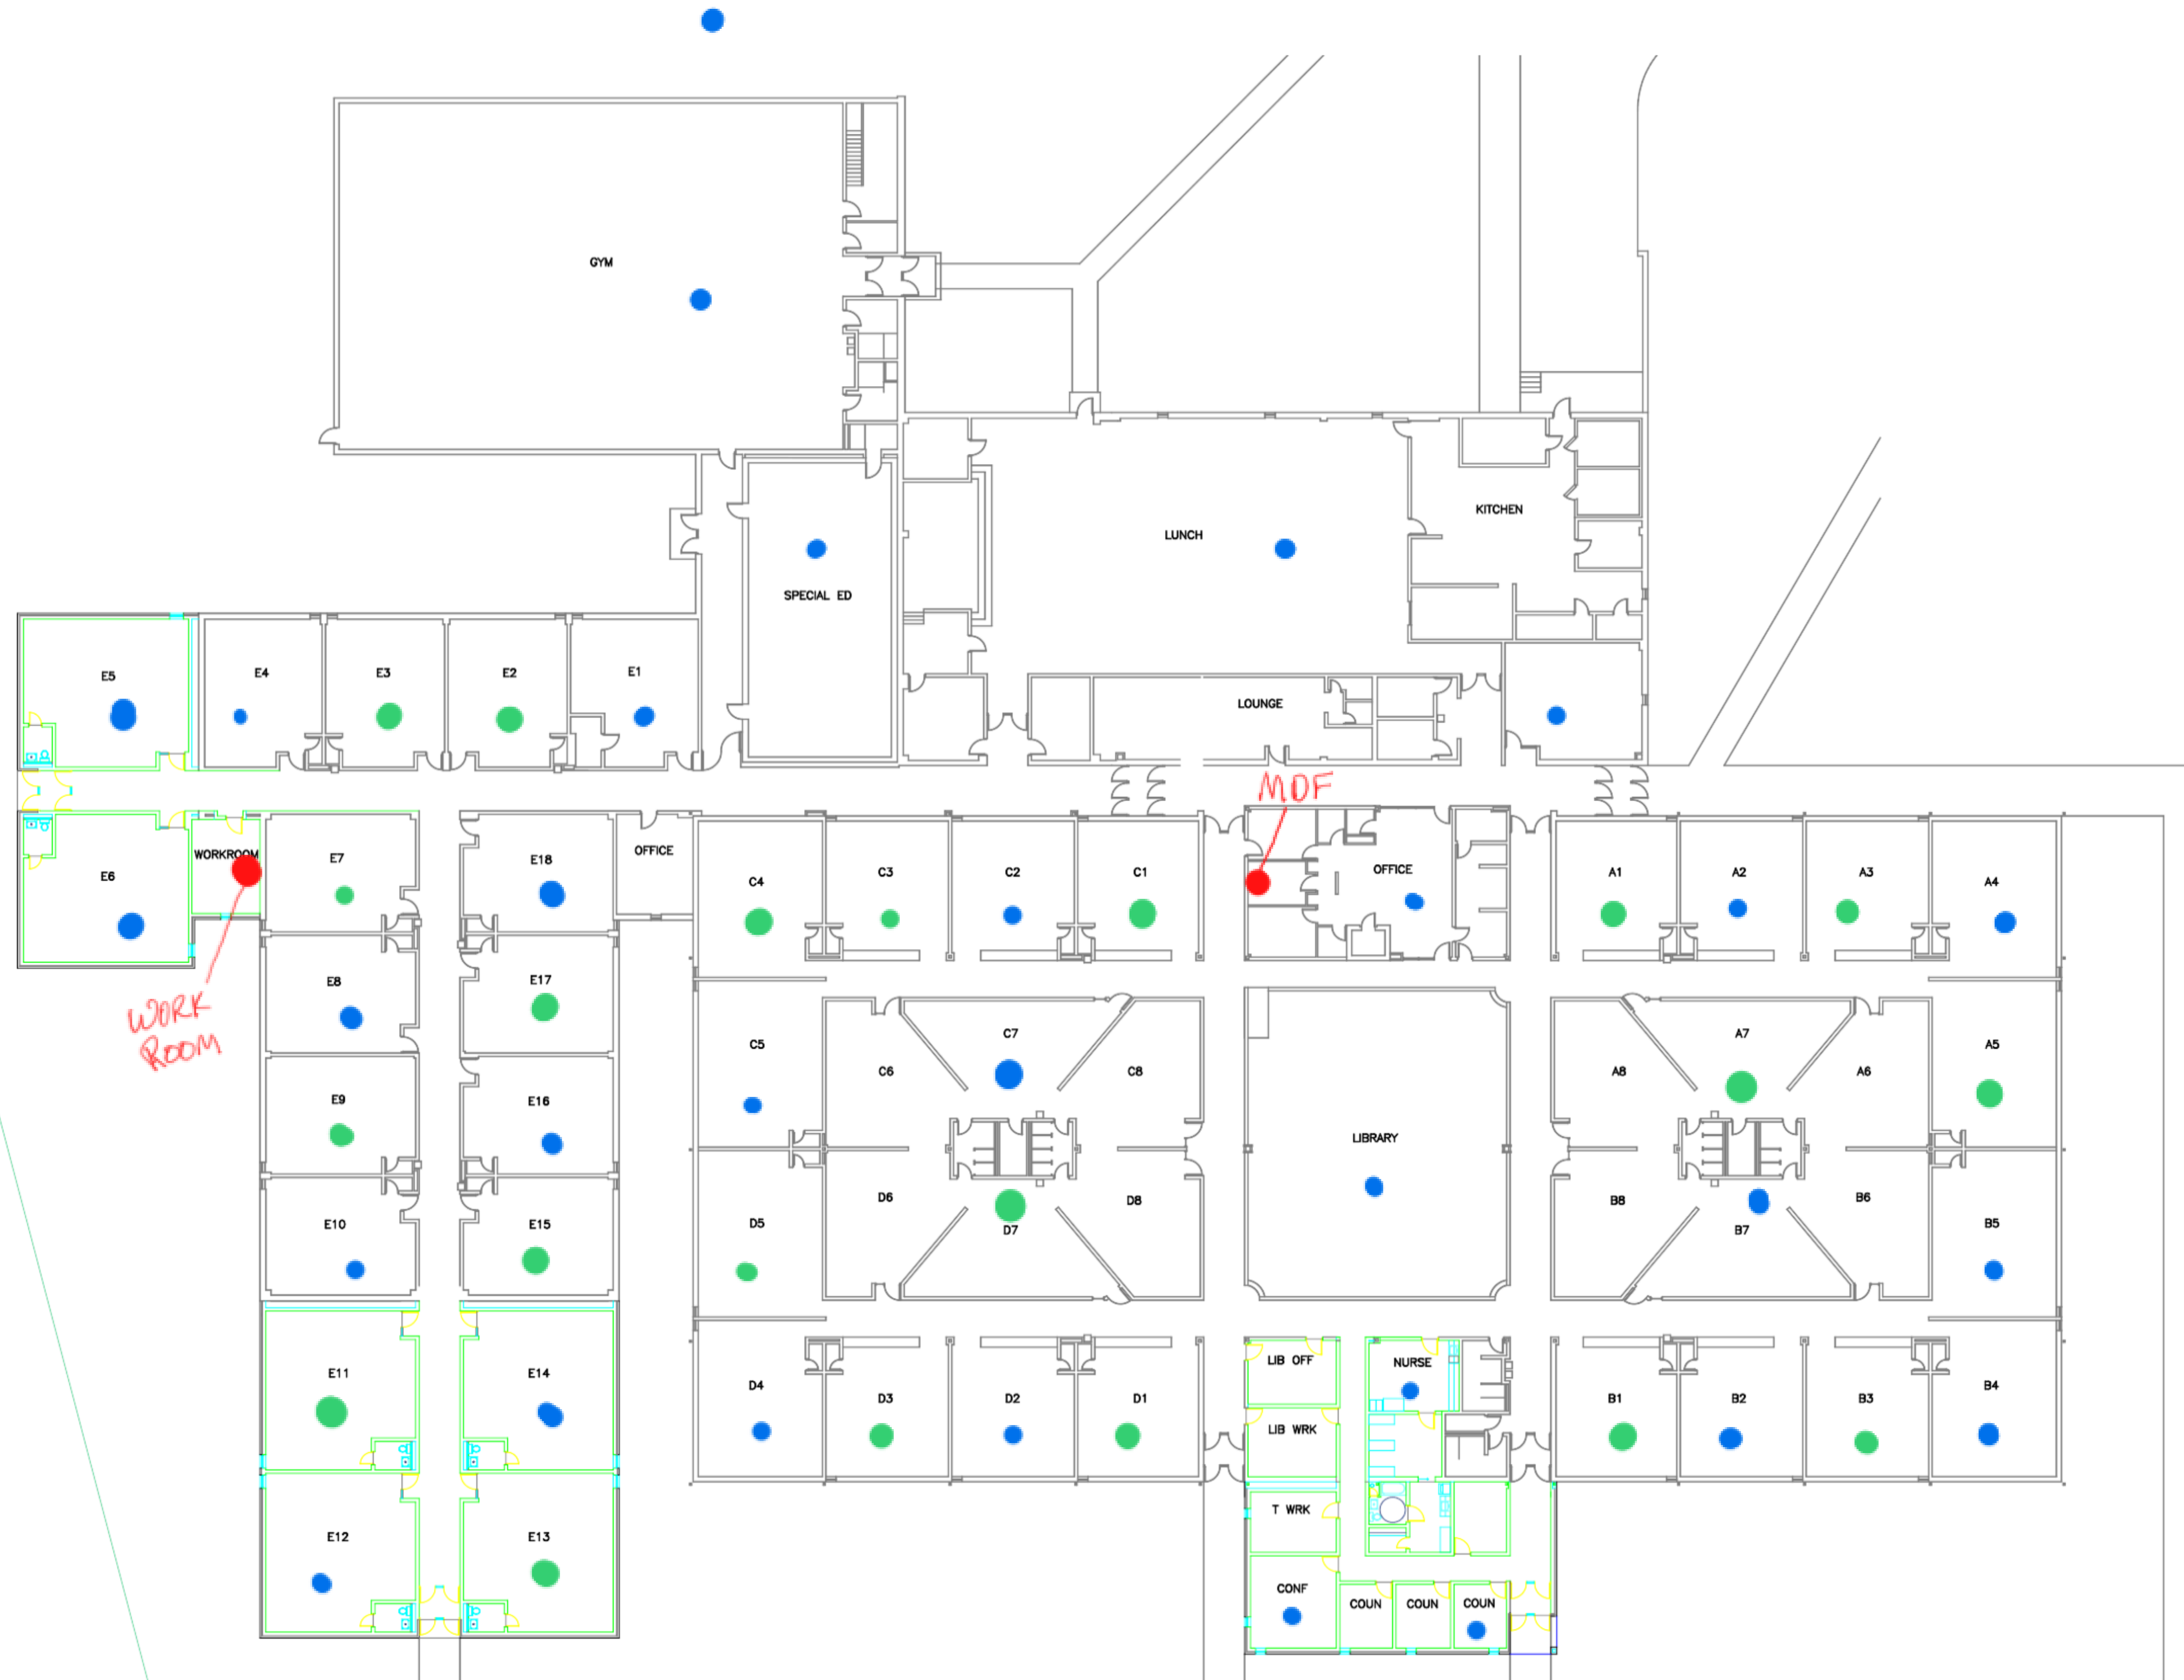 GYM
KITCHEN
LUNCH
SPECIAL ED
E5
E4
E3
E2
E1
LOUNGE
MDF
WORKROOM
E7
E18
OFFICE
E6
C4
C3
C2
C1
OFFICE
A1
A2
A3
A4
WORK
ROOM
E8
E17
C5
C7
C6
C8
A7
A8
A6
A5
E9
E16
LIBRARY
E10
E15
D5
D6
D8
D7
B8
B6
B7
B5
E11
E14
D4
D3
D2
D1
LIB OFF
NURSE
B1
B2
B3
B4
LIB WRK
T WRK
E12
E13
CONF
COUN
COUN
COUN